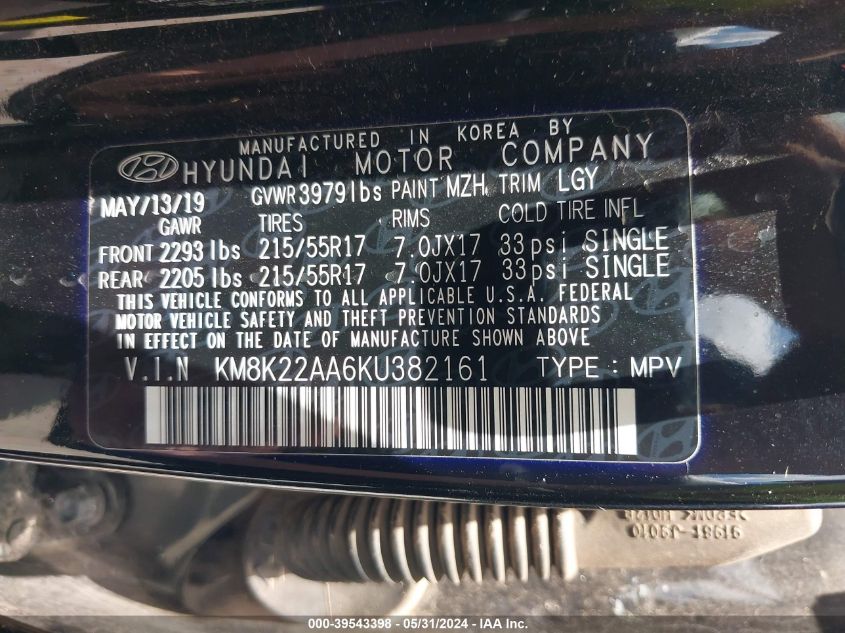 MANUFACTURED IN KOREA BY
HYUNDAI MOTOR COMPANY
MAY/13/19 GVWR 3979lbs PAINT MZH TRIM LGY
GAWR TIRES RIMS COLD TIRE INFL
FRONT 2293 lbs 215/55R17 7.0JX17 33psi SINGLE
REAR 2205 lbs 215/55R17 7.0JX17 33psi SINGLE
THIS VEHICLE CONFORMS TO ALL APPLICABLE U.S.A. FEDERAL
MOTOR VEHICLE SAFETY AND THEFT PREVENTION STANDARDS
IN EFFECT ON THE DATE OF MANUFACTURE SHOWN ABOVE
V.I.N KM8K22AA6KU382161 TYPE : MPV
81919-J9010
000-39543398 - 05/31/2024 - IAA Inc.